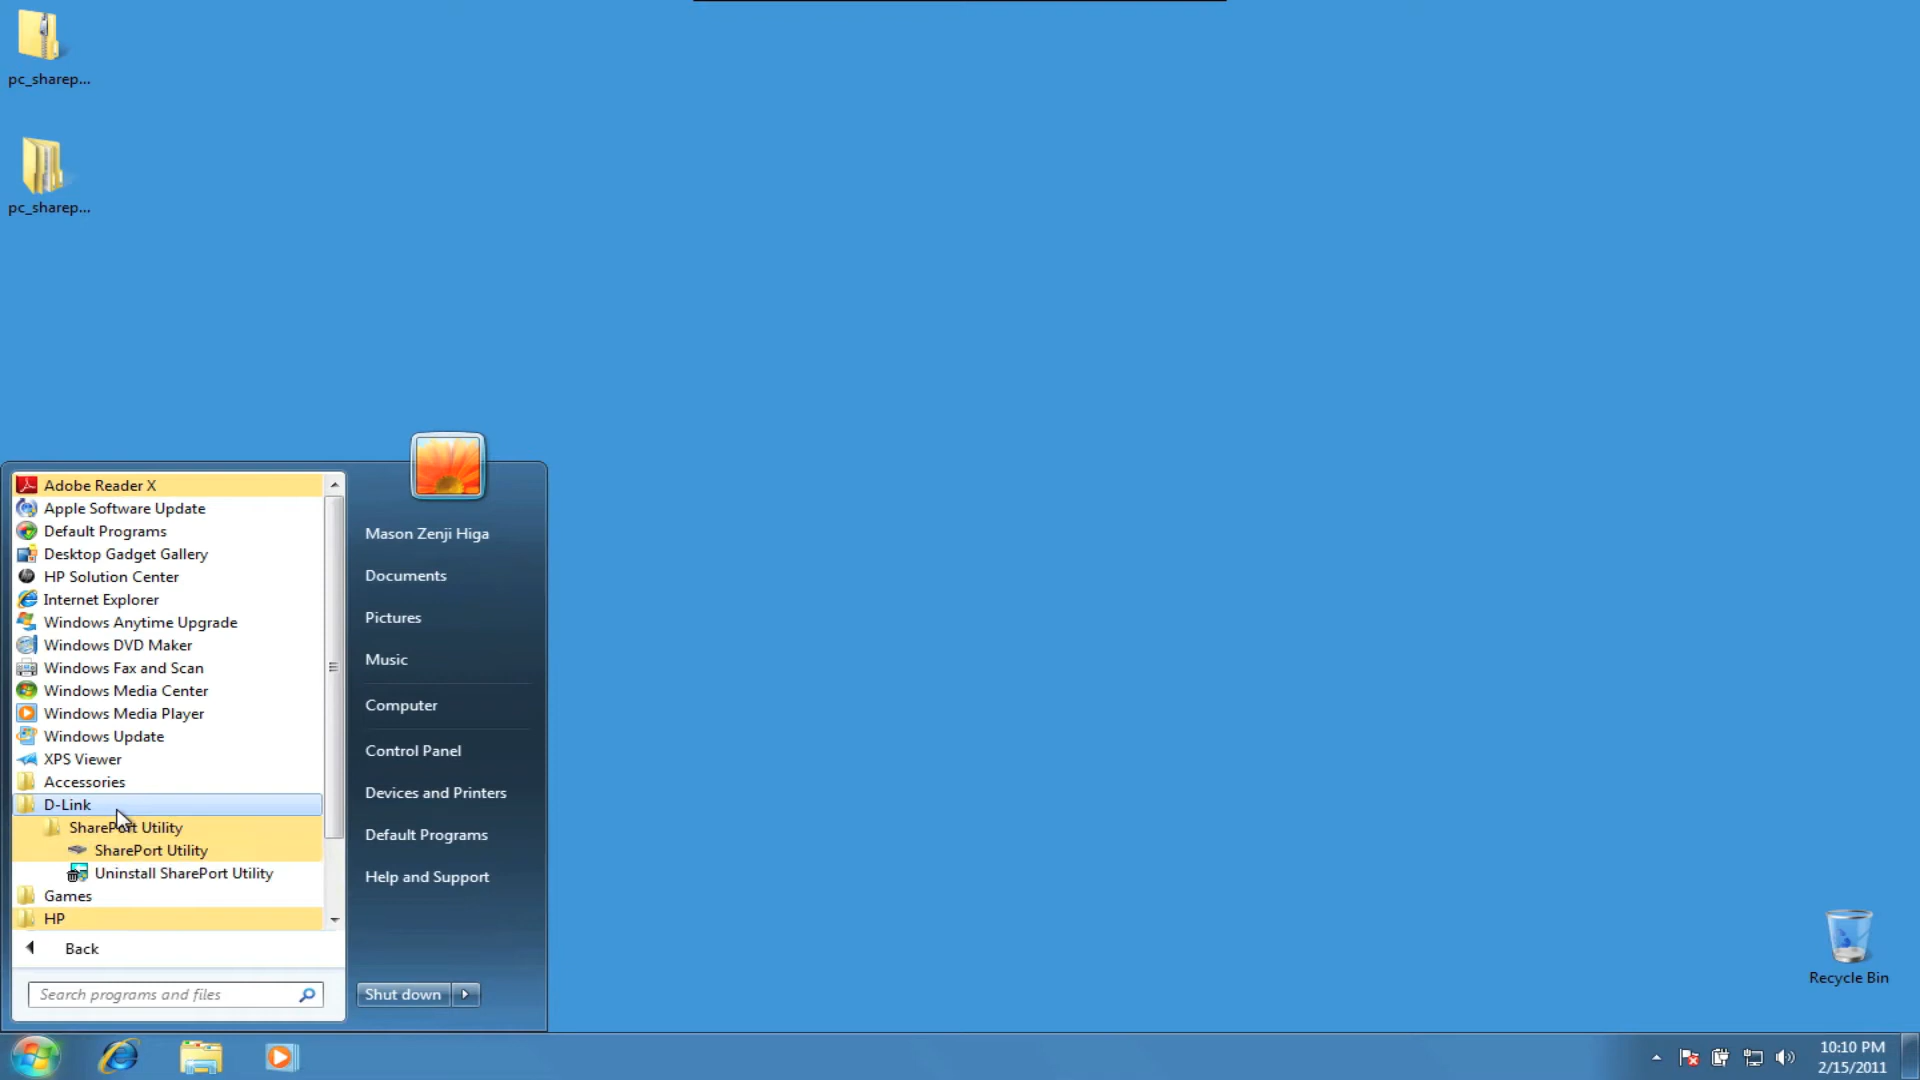 pc_sharep...
pc_sharep...
Adobe Reader X
Apple Software Update
Default Programs
Desktop Gadget Gallery
HP Solution Center
Internet Explorer
Windows Anytime Upgrade
Windows DVD Maker
Windows Fax and Scan
Windows Media Center
Windows Media Player
Windows Update
XPS Viewer
Accessories
D-Link
SharePort Utility
SharePort Utility
Uninstall SharePort Utility
Games
HP
Back
Search programs and files
Mason Zenji Higa
Documents
Pictures
Music
Computer
Control Panel
Devices and Printers
Default Programs
Help and Support
Shut down
Recycle Bin
10:10 PM
2/15/2011